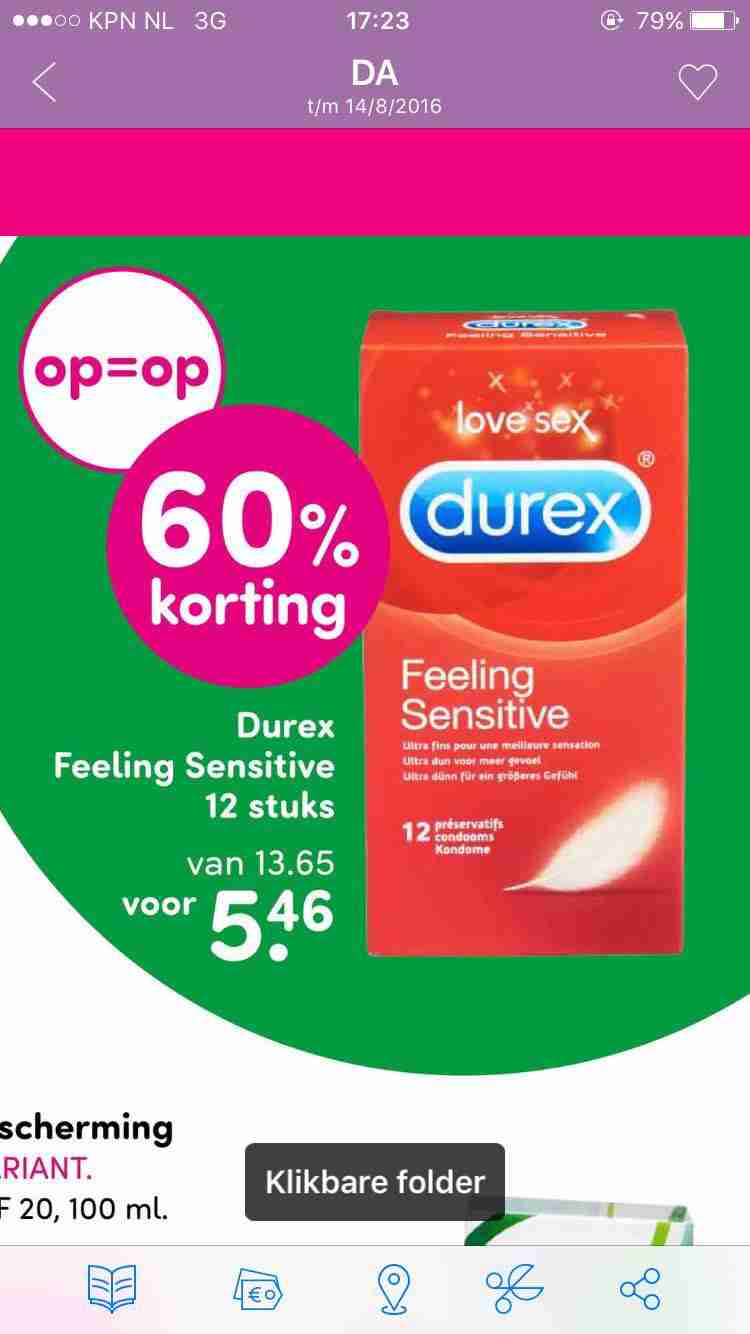 KPN NL 3G 17:23 79%
DA
t/m 14/8/2016
op=op
60%
korting
Durex
Feeling Sensitive
12 stuks
van 13.65
voor 5.46
durex
Feeling Sensitive
love sex
durex®
Feeling
Sensitive
Ultra fins pour une meilleure sensation
Ultra dun voor meer gevoel
Ultra dünn für ein größeres Gefühl
12 préservatifs
condooms
Kondome
scherming
RIANT.
F 20, 100 ml.
Klikbare folder
€